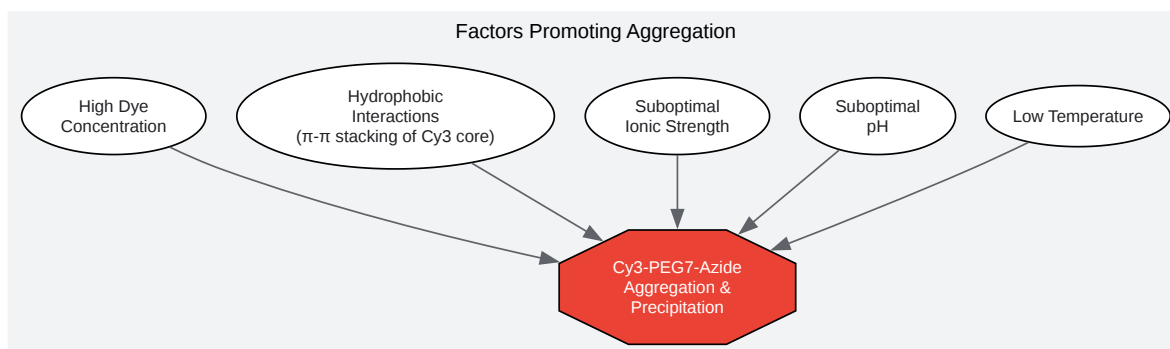 Factors Promoting Aggregation
High Dye
Concentration
Hydrophobic
Interactions
(π-π stacking of Cy3 core)
Suboptimal
Ionic Strength
Suboptimal
pH
Low Temperature
Cy3-PEG7-Azide
Aggregation &
Precipitation